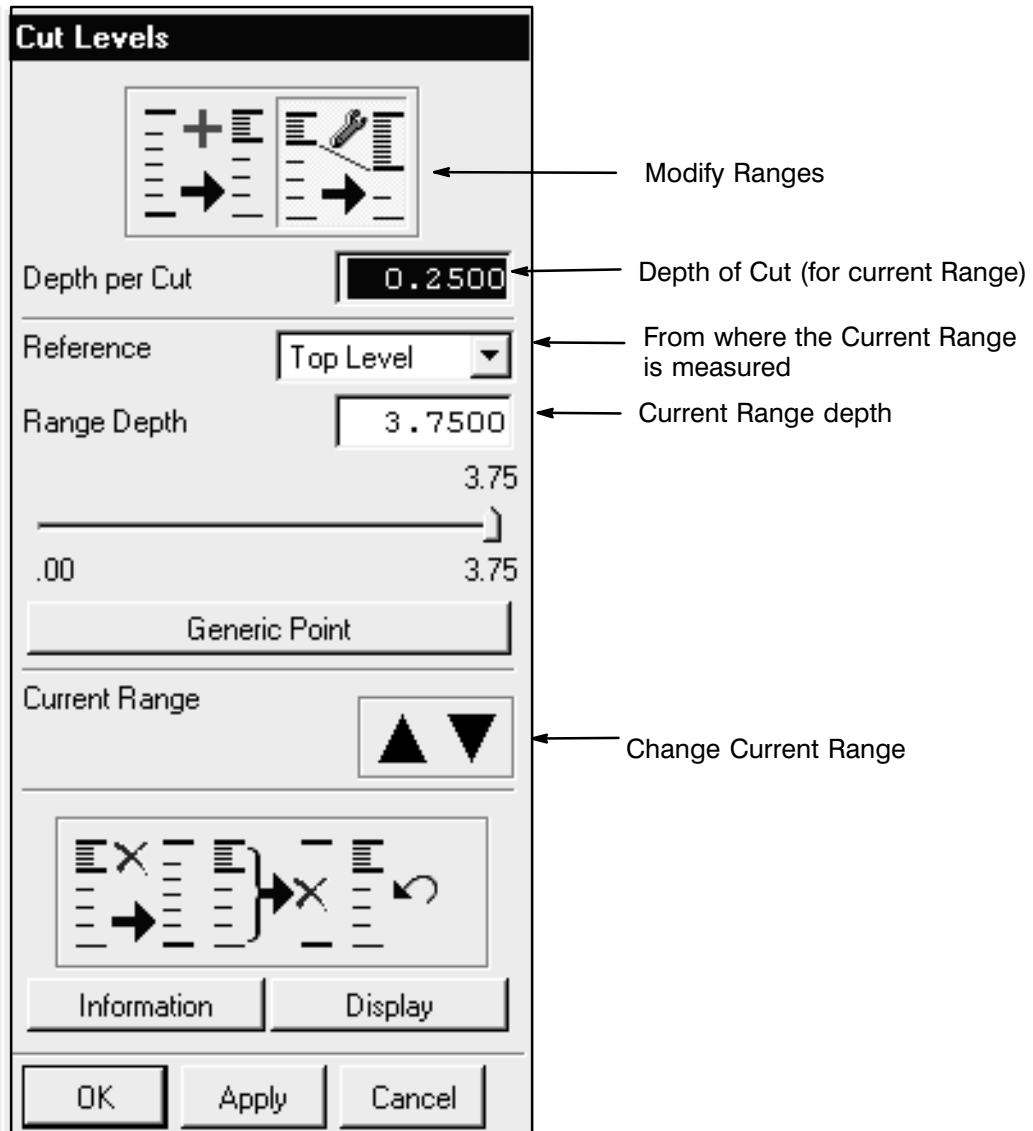 Cut Levels
Modify Ranges
Depth per Cut 0.2500 Depth of Cut (for current Range)
Reference Top Level From where the Current Range
is measured
Range Depth 3.7500 Current Range depth
3.75
.00 3.75
Generic Point
Current Range
Change Current Range
Information Display
OK Apply Cancel